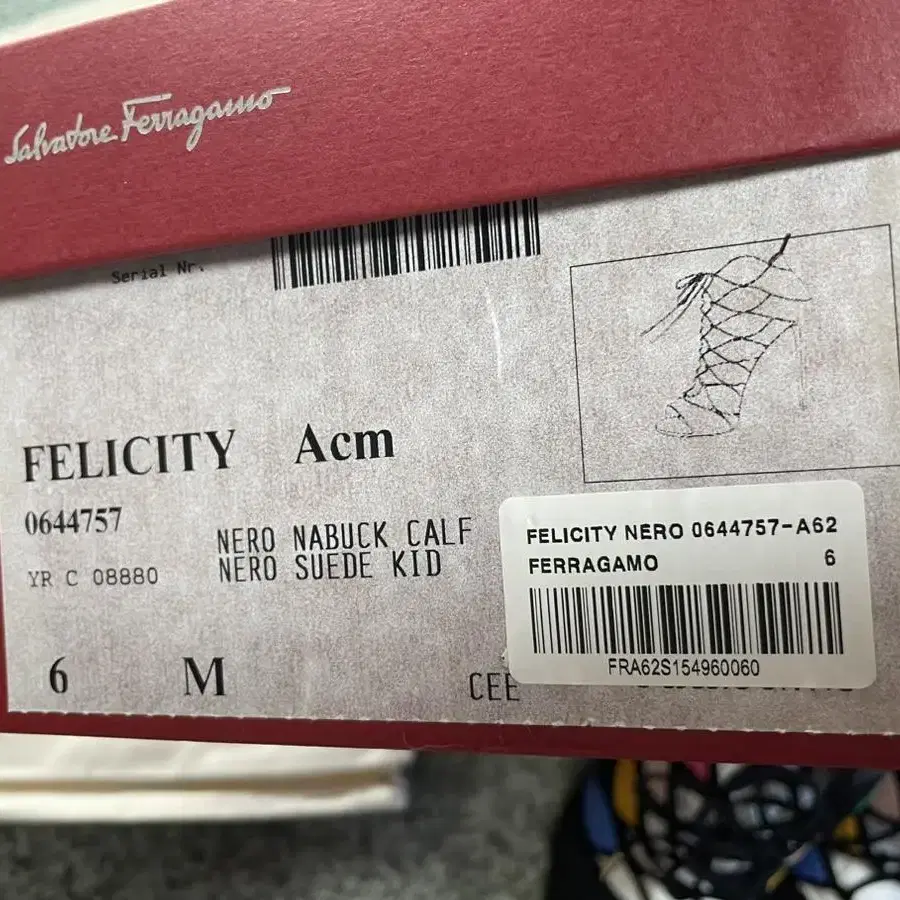 Salvatore Ferragamo
Serial Nr.
FELICITY Acm
0644757
NERO NABUCK CALF
YR C 08880 NERO SUEDE KID
6 M CEE
FELICITY NERO 0644757-A62
FERRAGAMO 6
FRA62S154960060